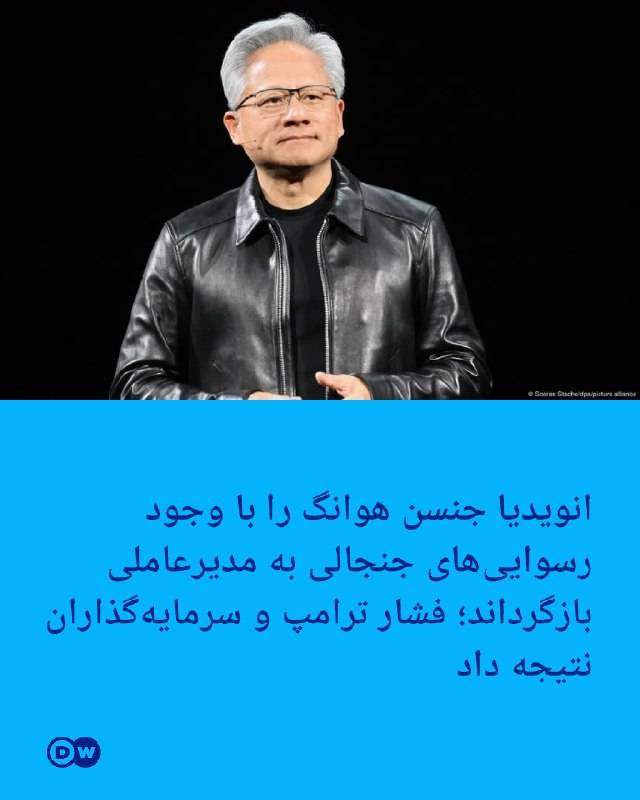 © Soeren Stache/dpa/picture alliance
انویدیا جنسن هوانگ را با وجود
رسوایی‌های جنجالی به مدیرعاملی
بازگرداند؛ فشار ترامپ و سرمایه‌گذاران
نتیجه داد
DW